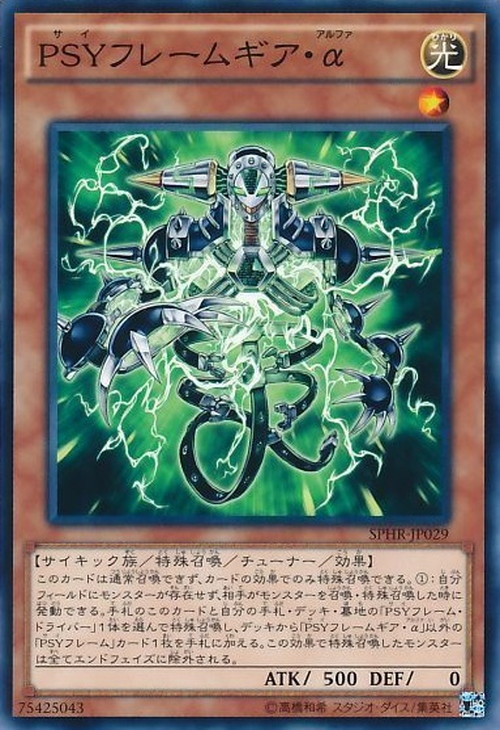 PSYフレームギア・α
サイ
アルファ
光
ひかり
SPHR-JP029
【サイキック族/特殊召喚/チューナー/効果】
このカードは通常召喚できず、カードの効果でのみ特殊召喚できる。①:自分
フィールドにモンスターが存在せず、相手がモンスターを召喚・特殊召喚した時に
発動できる。手札のこのカードと自分の手札・デッキ・墓地の「PSYフレーム・
ドライバー」1体を選んで特殊召喚し、デッキから「PSYフレームギア・α」以外の
「PSYフレーム」カード1枚を手札に加える。この効果で特殊召喚したモンスター
は全てエンドフェイズに除外される。
ATK/ 500 DEF/ 0
75425043
©高橋和希 スタジオ・ダイス/集英社